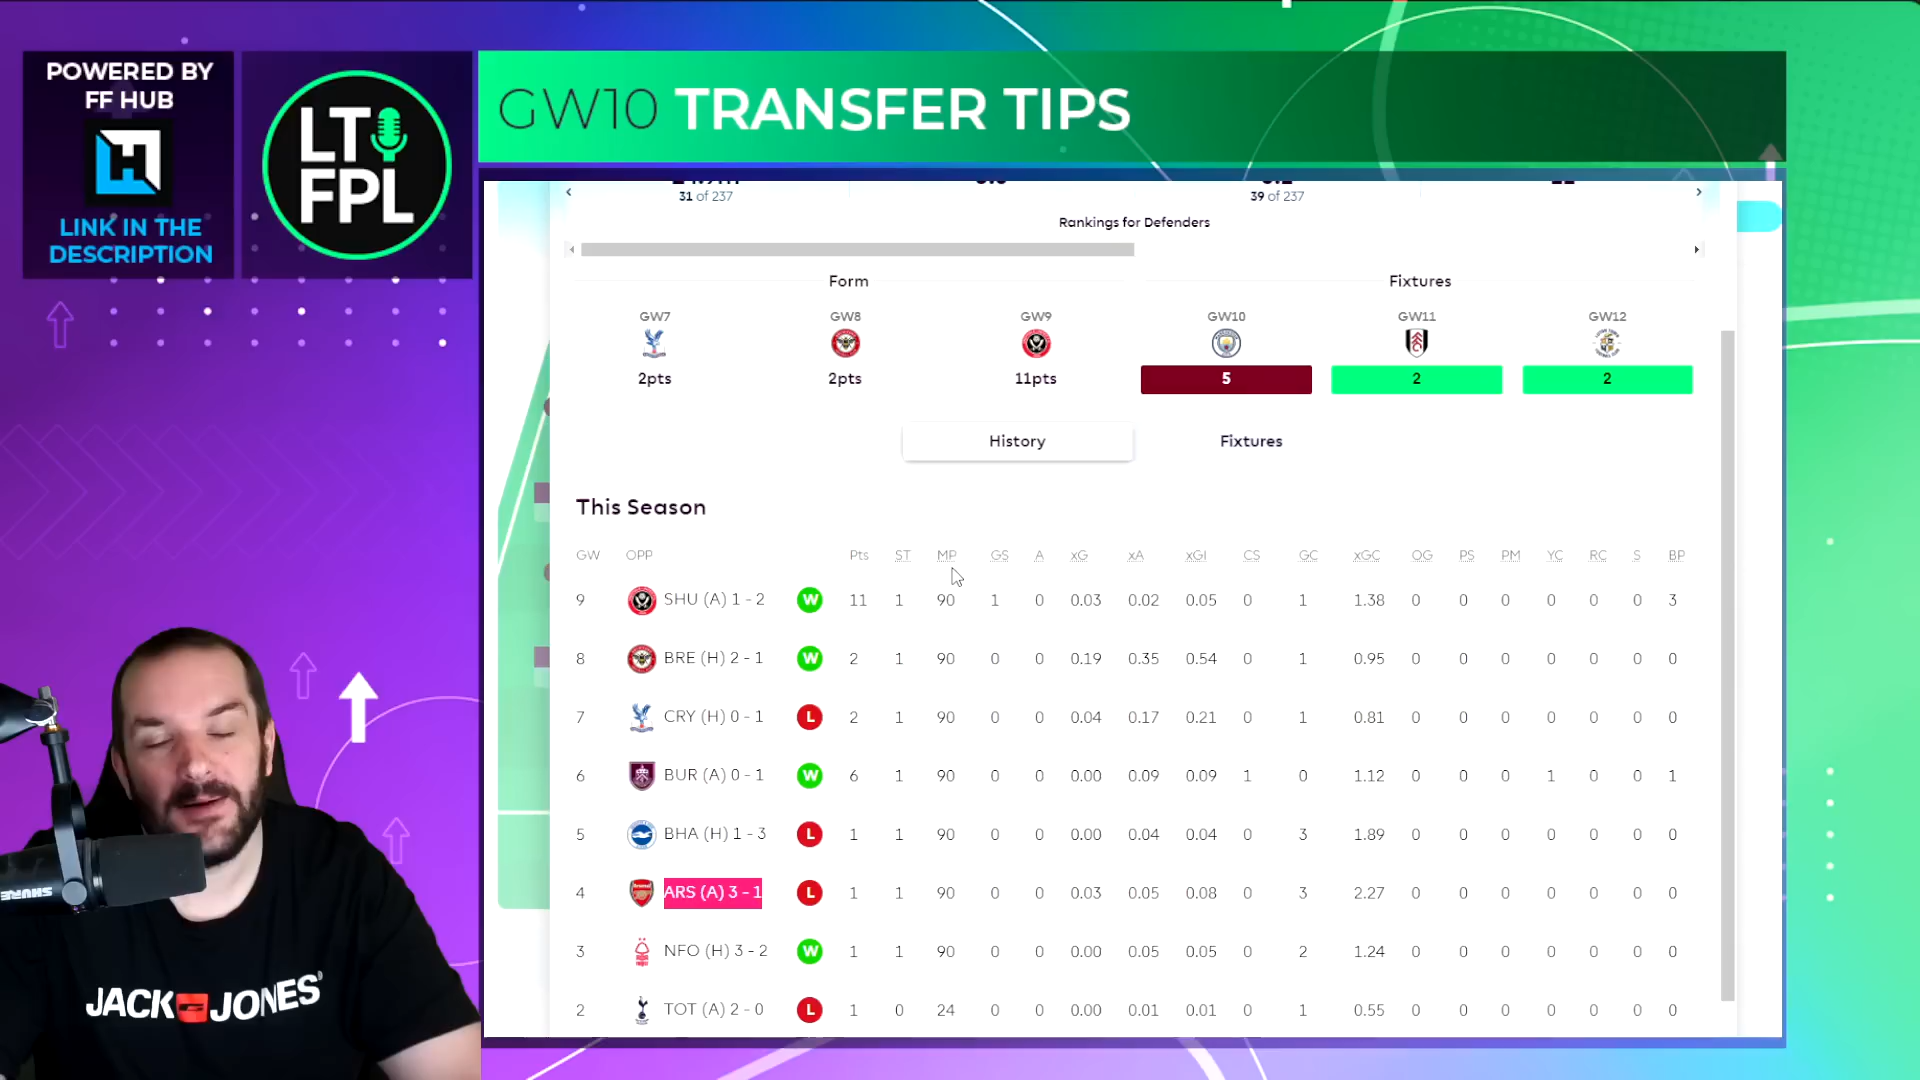 POWERED BY
FF HUB
LINK IN THE
DESCRIPTION
LT
FPL
GW10 TRANSFER TIPS
31 of 237
39 of 237
Rankings for Defenders
Form
Fixtures
GW7 GW8 GW9 GW10 GW11 GW12
2pts 2pts 11pts 5 2 2
History Fixtures
This Season
GW OPP Pts ST MP GS A xG xA xGI CS GC xGC OG PS PM YC RC S BP
9 SHU (A) 1 - 2 W 11 1 90 1 0 0.03 0.02 0.05 0 1 1.38 0 0 0 0 0 0 3
8 BRE (H) 2 - 1 W 2 1 90 0 0 0.19 0.35 0.54 0 1 0.95 0 0 0 0 0 0 0
7 CRY (H) 0 - 1 L 2 1 90 0 0 0.04 0.17 0.21 0 1 0.81 0 0 0 0 0 0 0
6 BUR (A) 0 - 1 W 6 1 90 0 0 0.00 0.09 0.09 1 0 1.12 0 0 0 1 0 0 1
5 BHA (H) 1 - 3 L 1 1 90 0 0 0.00 0.04 0.04 0 3 1.89 0 0 0 0 0 0 0
4 ARS (A) 3 - 1 L 1 1 90 0 0 0.03 0.05 0.08 0 3 2.27 0 0 0 0 0 0 0
3 NFO (H) 3 - 2 W 1 1 90 0 0 0.00 0.05 0.05 0 2 1.24 0 0 0 0 0 0 0
2 TOT (A) 2 - 0 L 1 0 24 0 0 0.00 0.01 0.01 0 1 0.55 0 0 0 0 0 0 0
SHURE
JACK JONES